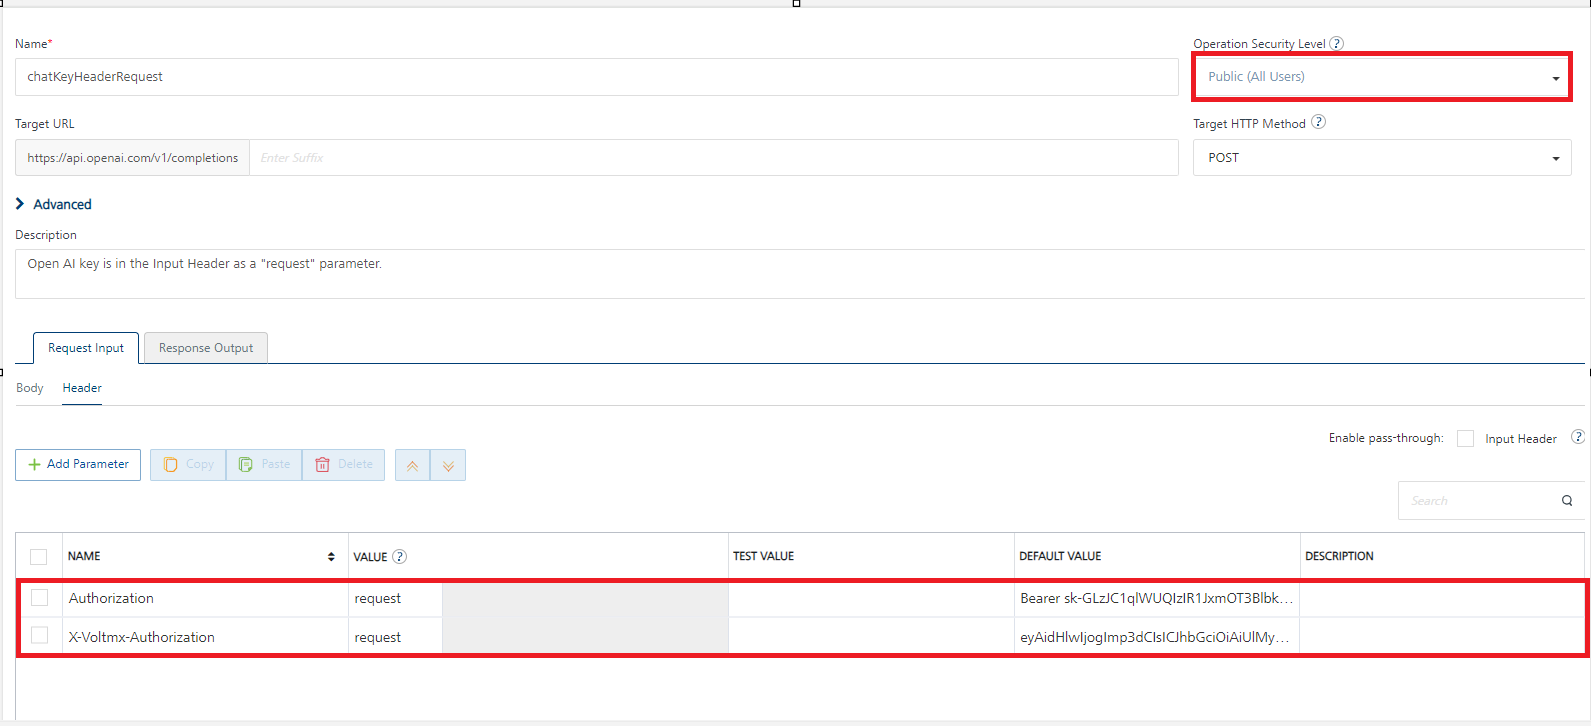 Name*
Operation Security Level ?
chatKeyHeaderRequest
Public (All Users)
Target URL
Target HTTP Method ?
https://api.openai.com/v1/completions Enter Suffix
POST
Advanced
Description
Open AI key is in the Input Header as a "request" parameter.
Request Input Response Output
Body Header
Enable pass-through: Input Header ?
Add Parameter Copy Paste Delete
Search
NAME VALUE ? TEST VALUE DEFAULT VALUE DESCRIPTION
Authorization request Bearer
X-Voltmx-Authorization request